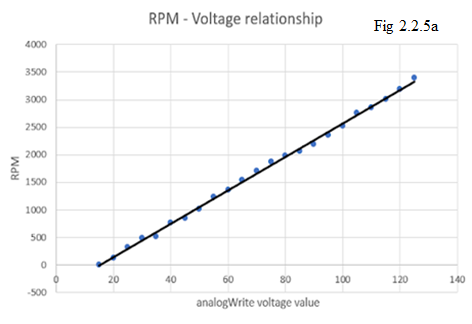 RPM - Voltage relationship
Fig 2.2.5a
4000
3500
3000
2500
2000
1500
1000
500
0
-500
RPM
0 20 40 60 80 100 120 140
analogWrite voltage value